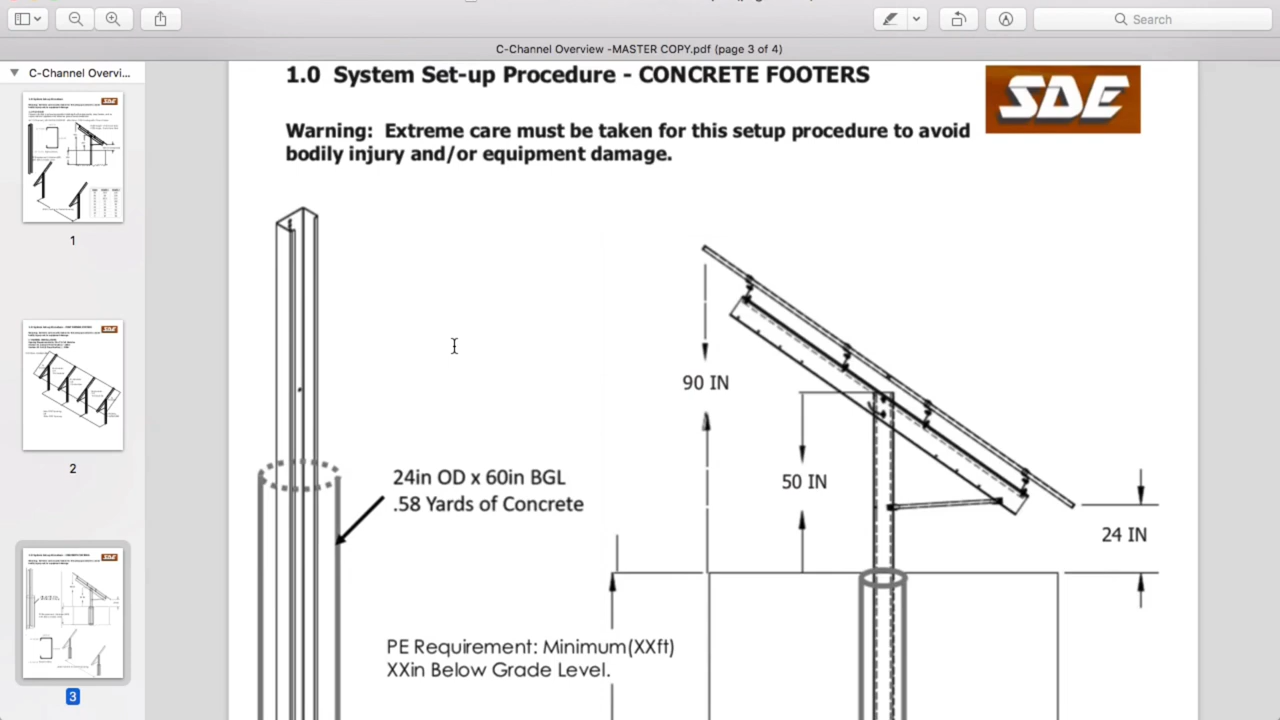 Search
C-Channel Overview -MASTER COPY.pdf (page 3 of 4)
C-Channel Overvi...
1.0 System Set-up Procedure - CONCRETE FOOTERS
SDE
Warning: Extreme care must be taken for this setup procedure to avoid
bodily injury and/or equipment damage.
90 IN
50 IN
24in OD x 60in BGL
.58 Yards of Concrete
24 IN
PE Requirement: Minimum(XXft)
XXin Below Grade Level.
1
2
3